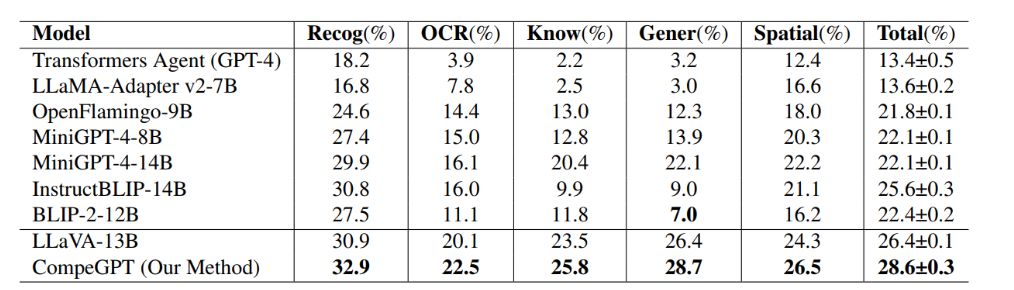 Model Recog(%) OCR(%) Know(%) Gener(%) Spatial(%) Total(%)
Transformers Agent (GPT-4) 18.2 3.9 2.2 3.2 12.4 13.4±0.5
LLaMA-Adapter v2-7B 16.8 7.8 2.5 3.0 16.6 13.6±0.2
OpenFlamingo-9B 24.6 14.4 13.0 12.3 18.0 21.8±0.1
MiniGPT-4-8B 27.4 15.0 12.8 13.9 20.3 22.1±0.1
MiniGPT-4-14B 29.9 16.1 20.4 22.1 22.2 22.1±0.1
InstructBLIP-14B 30.8 16.0 9.9 9.0 21.1 25.6±0.3
BLIP-2-12B 27.5 11.1 11.8 7.0 16.2 22.4±0.2
LLaVA-13B 30.9 20.1 23.5 26.4 24.3 26.4±0.1
CompeGPT (Our Method) 32.9 22.5 25.8 28.7 26.5 28.6±0.3